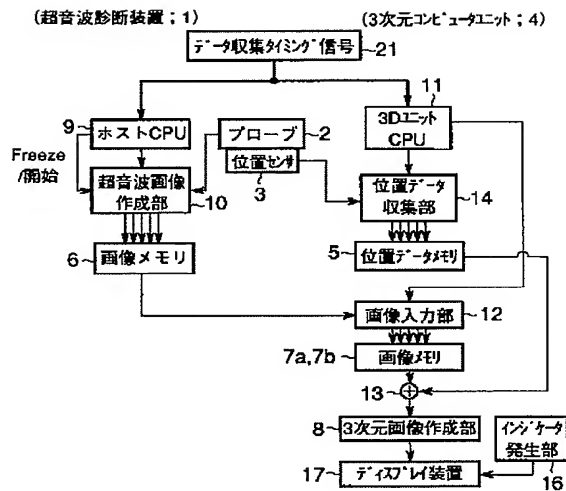 (超音波診断装置；1)
(3次元コンピュータユニット；4)
データ収集タイミング信号
21
11
9
ホストCPU
プローブ
2
3Dユニット
CPU
Freeze
/開始
位置センサ
3
超音波画像
作成部
10
位置データ
収集部
14
6
画像メモリ
5
位置データメモリ
画像入力部
12
7a,7b
画像メモリ
13
8
3次元画像作成部
インジケータ
発生部
17
ディスプレイ装置
16